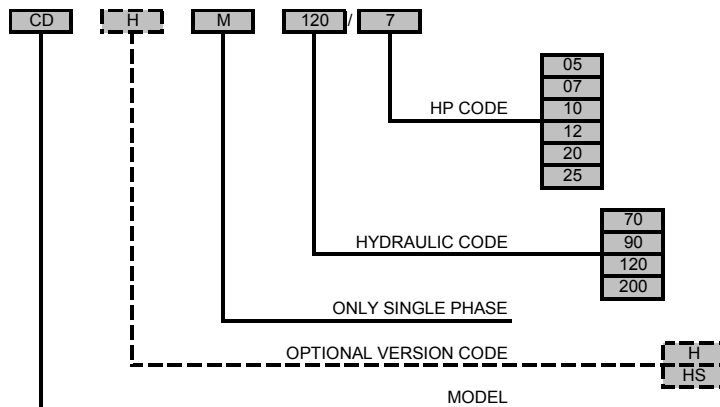 CD H M 120 / 7
05
07
HP CODE 10
12
20
25
70
HYDRAULIC CODE 90
120
200
ONLY SINGLE PHASE
OPTIONAL VERSION CODE H
HS
MODEL